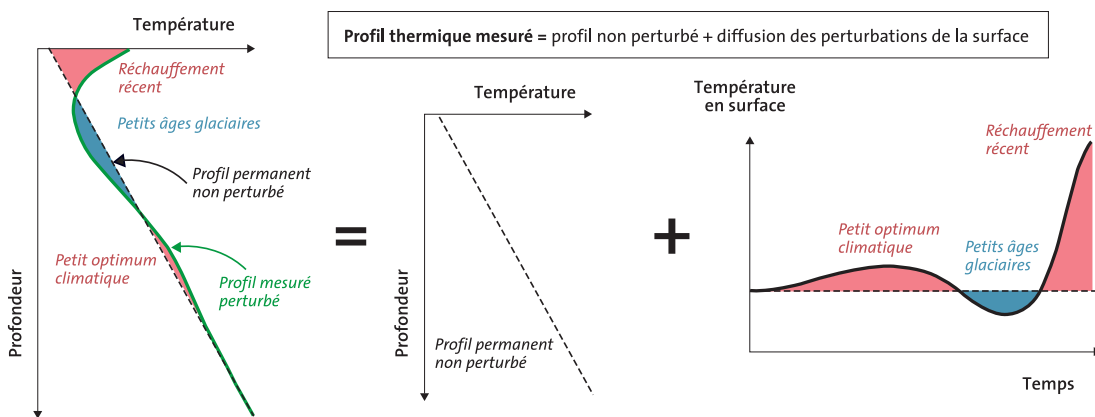 Profil thermique mesuré = profil non perturbé + diffusion des perturbations de la surface
Température
Réchauffement
récent
Petits âges glaciaires
Profil permanent
non perturbé
Petit optimum
climatique
Profil mesuré
perturbé
Profondeur
=
Température
Profil permanent
non perturbé
Profondeur
+
Température
en surface
Réchauffement
récent
Petit optimum
climatique
Petits âges
glaciaires
Temps